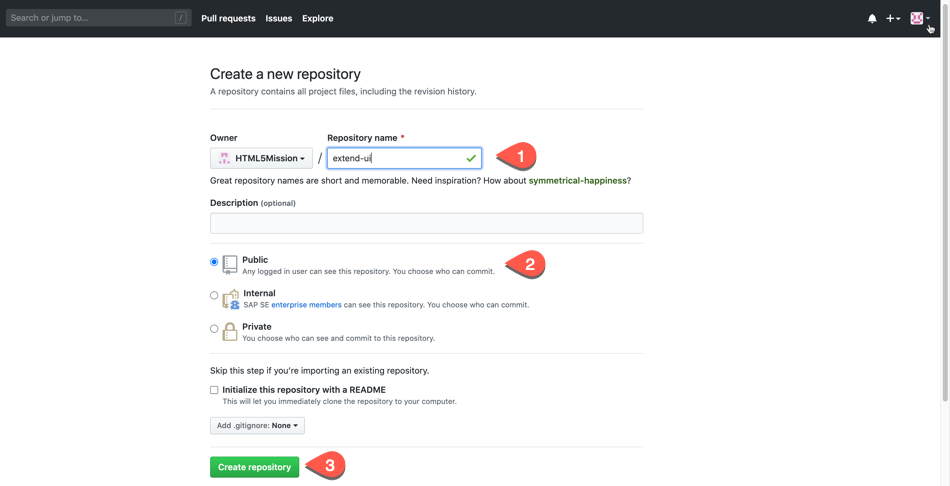 Search or jump to... /
Pull requests Issues Explore
Create a new repository
A repository contains all project files, including the revision history.
Owner Repository name *
HTML5Mission / extend-ui
1
Great repository names are short and memorable. Need inspiration? How about symmetrical-happiness?
Description (optional)
Public
Any logged in user can see this repository. You choose who can commit.
2
Internal
SAP SE enterprise members can see this repository. You choose who can commit.
Private
You choose who can see and commit to this repository.
Skip this step if you're importing an existing repository.
Initialize this repository with a README
This will let you immediately clone the repository to your computer.
Add .gitignore: None
Create repository
3